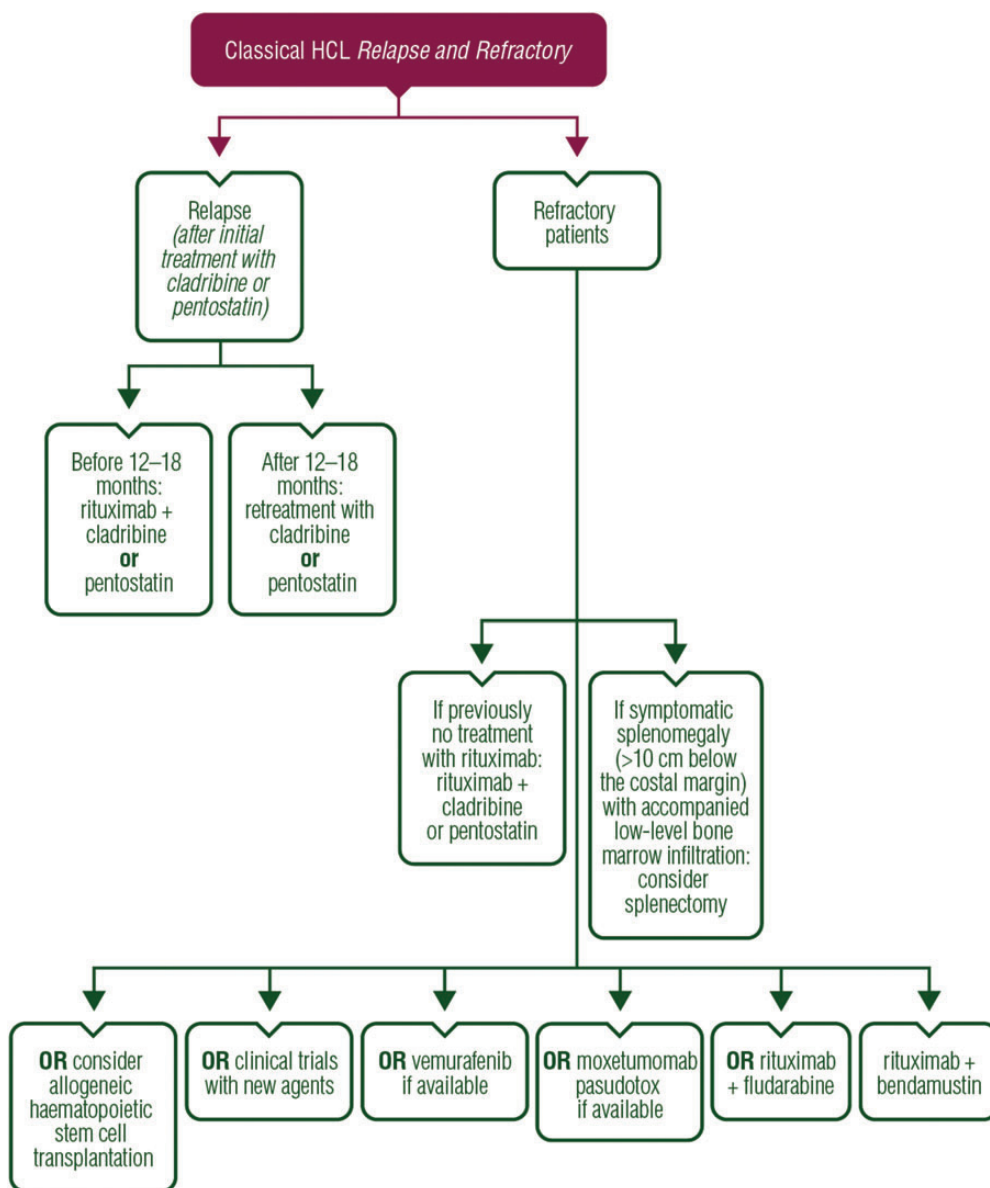 Classical HCL Relapse and Refractory
Relapse
(after initial
treatment with
cladribine or
pentostatin)
Refractory
patients
Before 12–18
months:
rituximab +
cladribine
or
pentostatin
After 12–18
months:
retreatment with
cladribine
or
pentostatin
If previously
no treatment
with rituximab:
rituximab +
cladribine
or pentostatin
If symptomatic
splenomegaly
(>10 cm below
the costal margin)
with accompanied
low-level bone
marrow infiltration:
consider
splenectomy
OR consider
allogeneic
haematopoietic
stem cell
transplantation
OR clinical trials
with new agents
OR vemurafenib
if available
OR moxetumomab
pasudotox
if available
OR rituximab
+ fludarabine
rituximab +
bendamustin